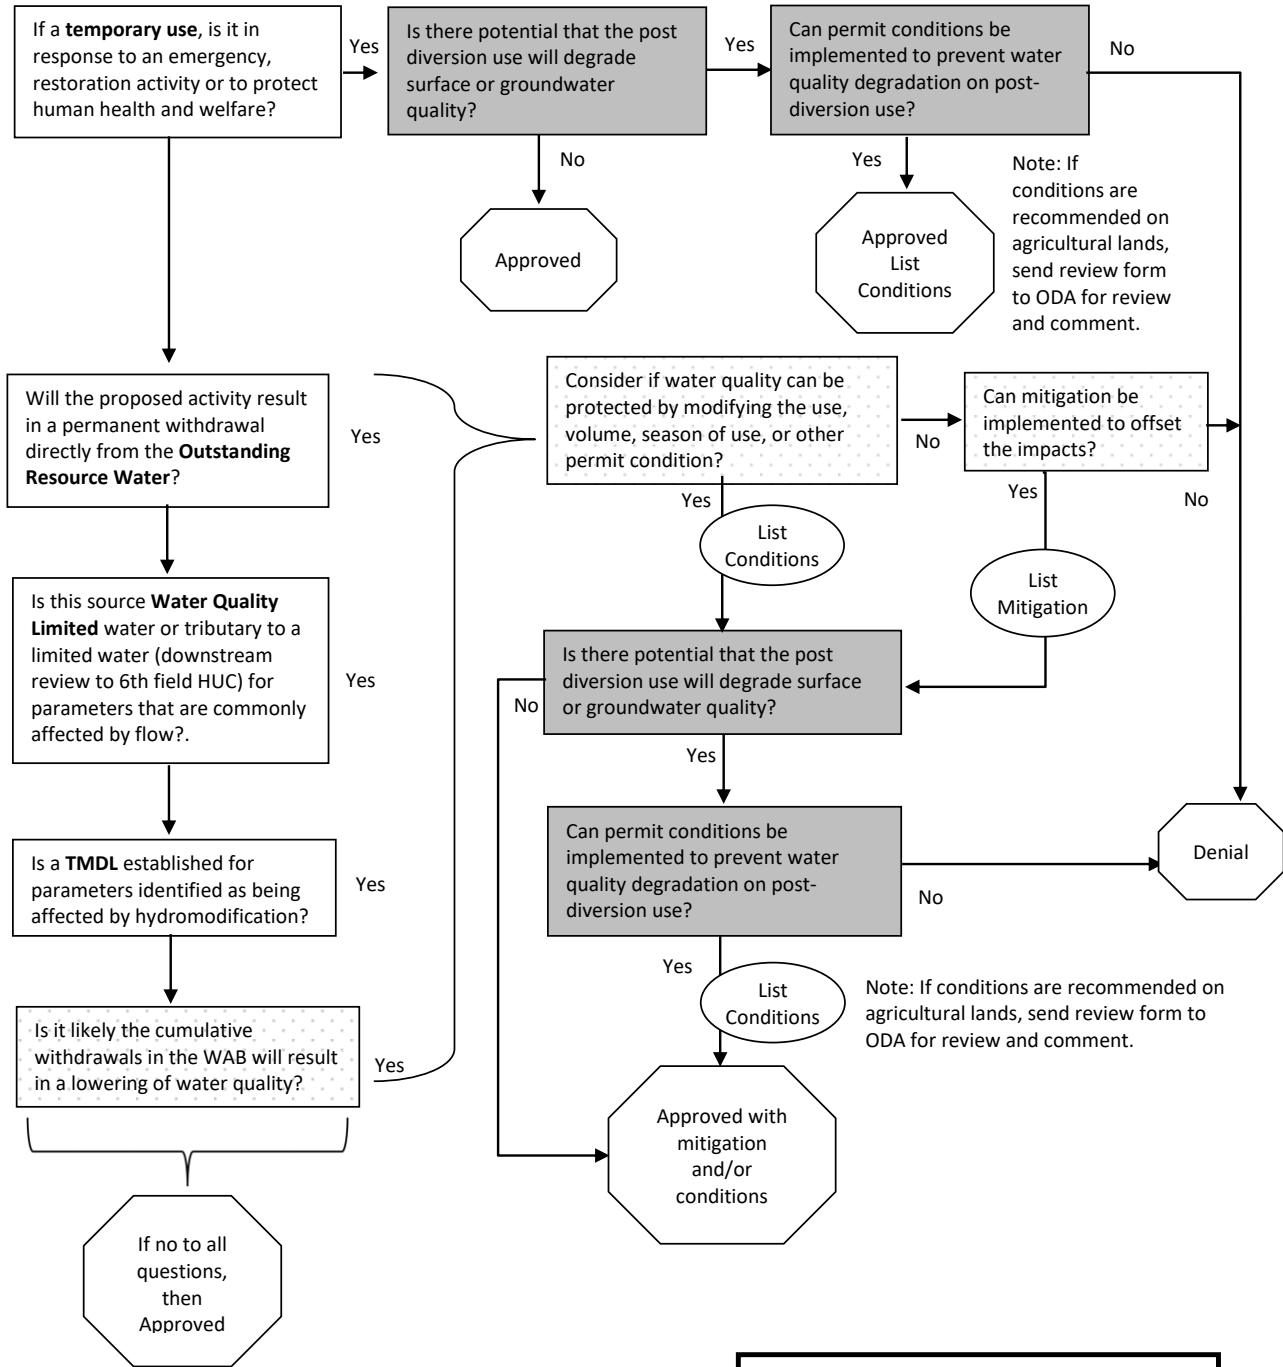 If a temporary use, is it in
response to an emergency,
restoration activity or to protect
human health and welfare?
Yes
Is there potential that the post
diversion use will degrade
surface or groundwater
quality?
Yes
Can permit conditions be
implemented to prevent water
quality degradation on post-
diversion use?
No
No
Approved
Yes
Approved
List
Conditions
Note: If
conditions are
recommended on
agricultural lands,
send review form
to ODA for review
and comment.
Will the proposed activity result
in a permanent withdrawal
directly from the Outstanding
Resource Water?
Yes
Consider if water quality can be
protected by modifying the use,
volume, season of use, or other
permit condition?
No
Can mitigation be
implemented to offset
the impacts?
No
Yes
List
Conditions
Yes
List
Mitigation
Is this source Water Quality
Limited water or tributary to a
limited water (downstream
review to 6th field HUC) for
parameters that are commonly
affected by flow?.
Yes
Is there potential that the post
diversion use will degrade surface
or groundwater quality?
No
Yes
Is a TMDL established for
parameters identified as being
affected by hydromodification?
Yes
Can permit conditions be
implemented to prevent water
quality degradation on post-
diversion use?
No
Denial
Yes
List
Conditions
Note: If conditions are recommended on
agricultural lands, send review form to
ODA for review and comment.
Is it likely the cumulative
withdrawals in the WAB will result
in a lowering of water quality?
Yes
Approved with
mitigation
and/or
conditions
If no to all
questions,
then
Approved